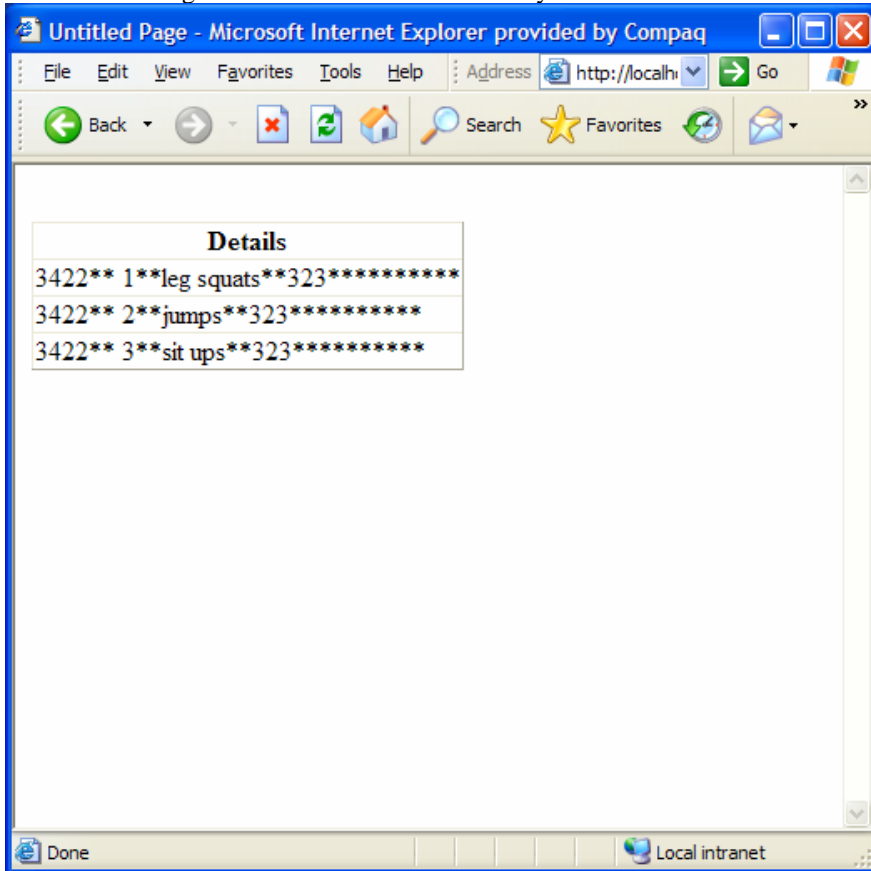 Untitled Page - Microsoft Internet Explorer provided by Compaq
File Edit View Favorites Tools Help Address http://localh Go
Back Search Favorites »
Details
3422** 1**leg squats**323**********
3422** 2**jumps**323**********
3422** 3**sit ups**323**********
Done Local intranet